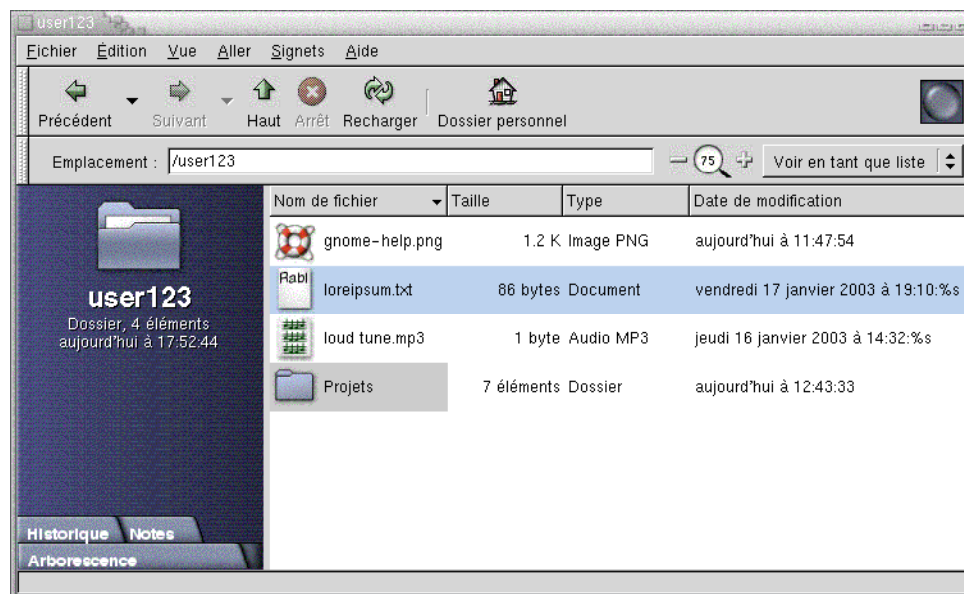 user123
Fichier Édition Vue Aller Signets Aide
Précédent Suivant Haut Arrêt Recharger Dossier personnel
Emplacement : /user123 75 Voir en tant que liste
Nom de fichier Taille Type Date de modification
gnome-help.png 1.2 K Image PNG aujourd'hui à 11:47:54
Rabl
loreipsum.txt 86 bytes Document vendredi 17 janvier 2003 à 19:10:%s
loud tune.mp3 1 byte Audio MP3 jeudi 16 janvier 2003 à 14:32:%s
Projets 7 éléments Dossier aujourd'hui à 12:43:33
user123
Dossier, 4 éléments
aujourd'hui à 17:52:44
Historique Notes
Arborescence